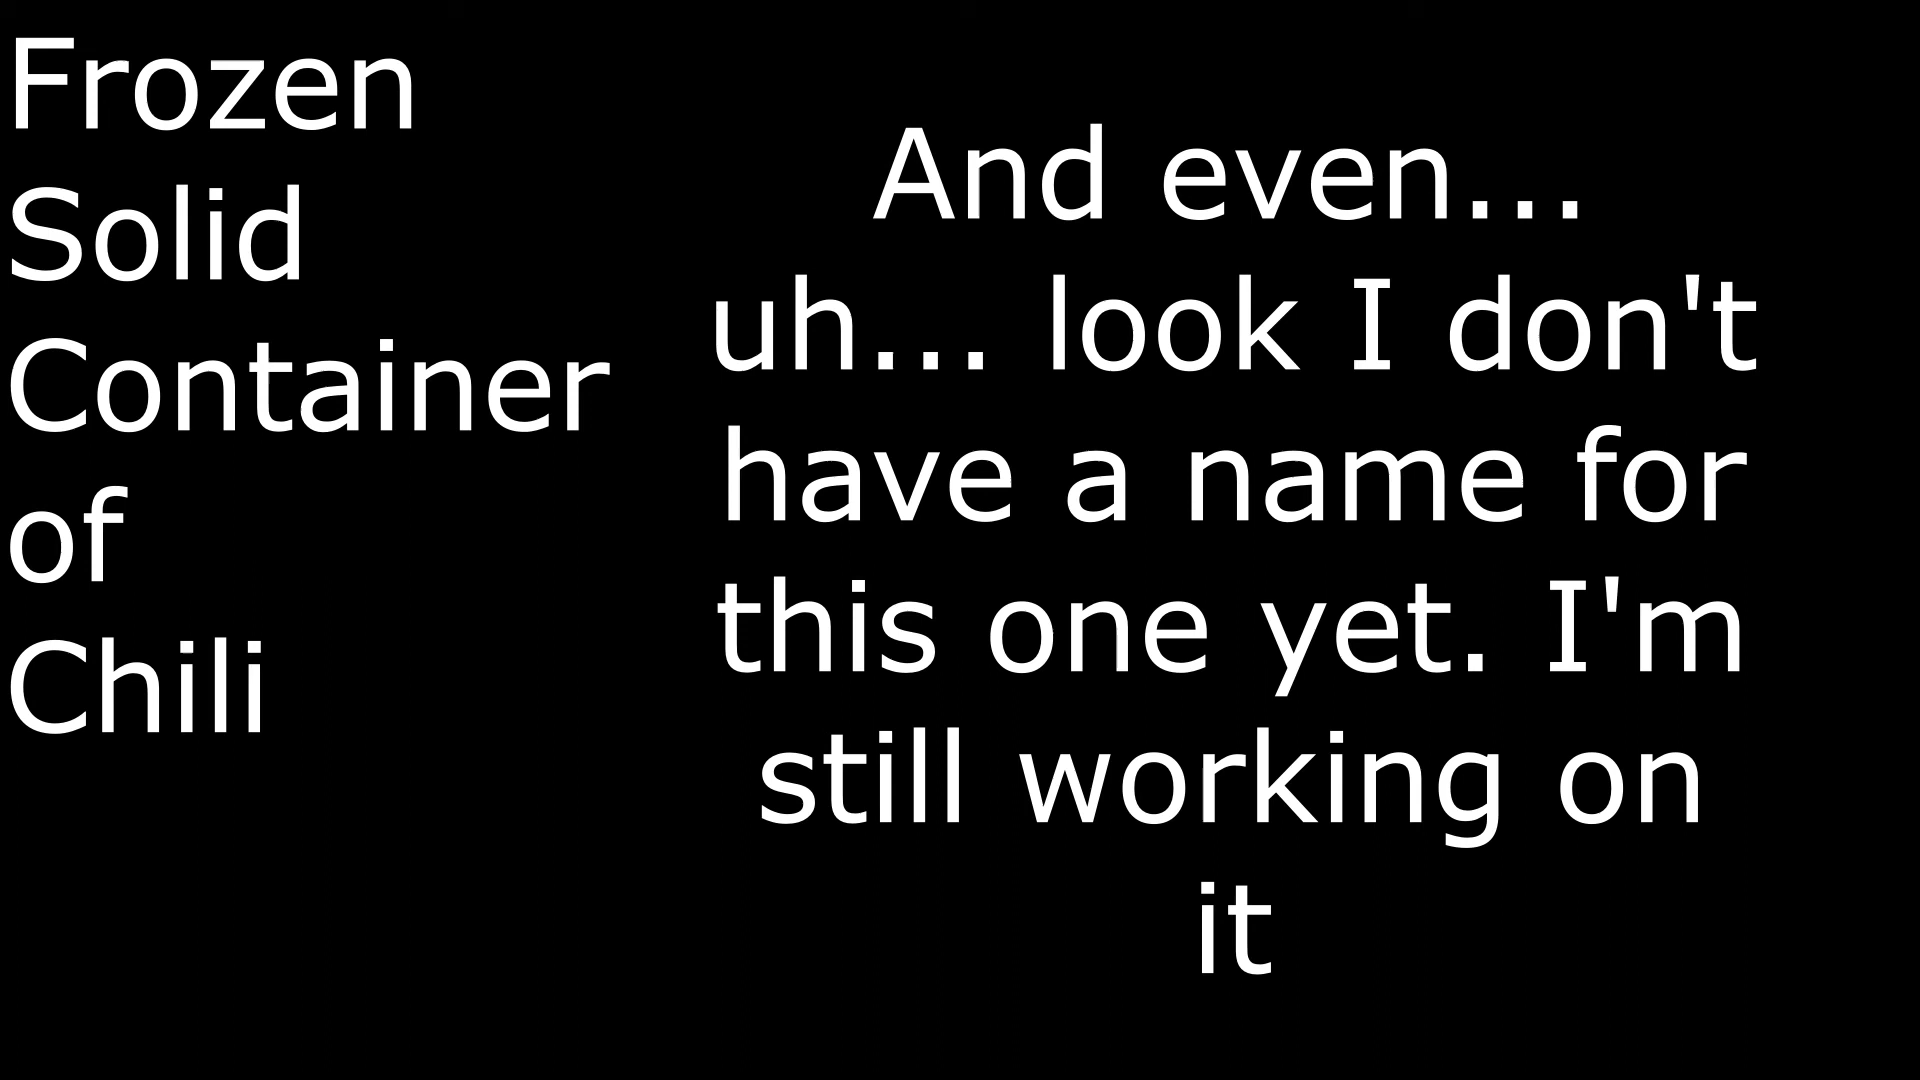 Frozen
Solid
Container
of
Chili
And even...
uh... look I don't
have a name for
this one yet. I'm
still working on
it